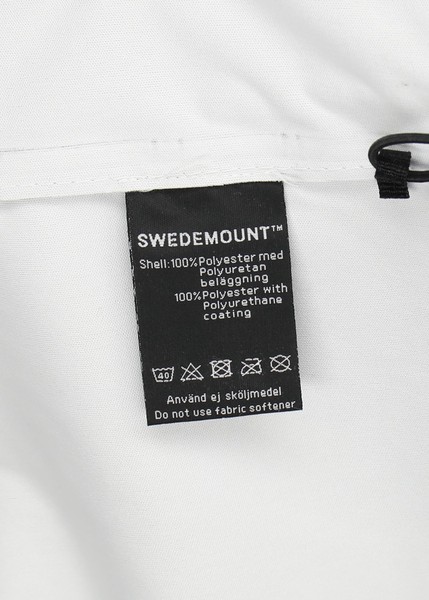 SWEDEMOUNT™
Shell:100%Polyester med
Polyuretan
beläggning
100%Polyester with
Polyurethane
coating
40
Använd ej sköljmedel
Do not use fabric softener